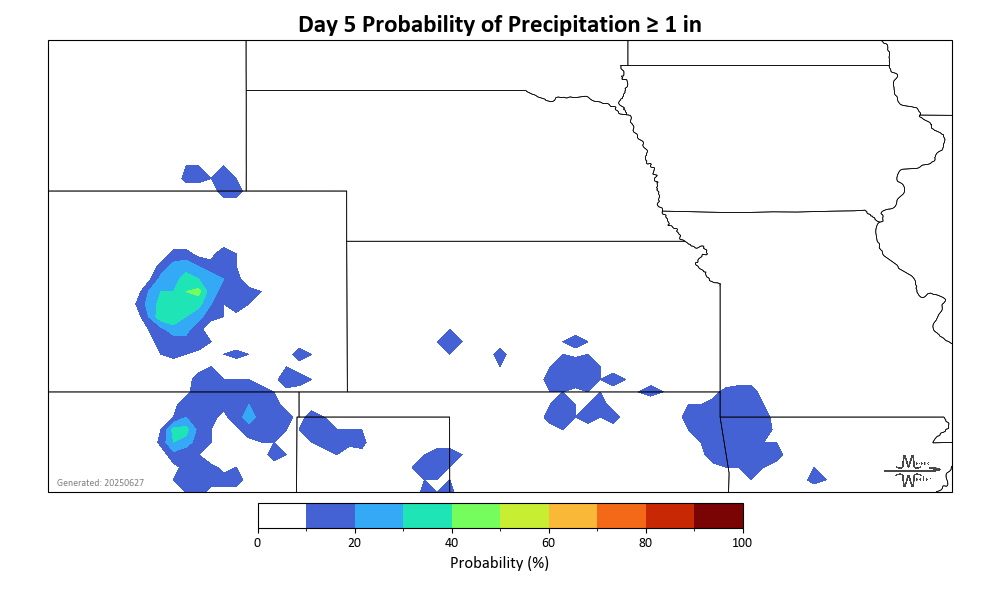 Day 5 Probability of Precipitation ≥ 1 in
Generated: 20250627
0 20 40 60 80 100
Probability (%)